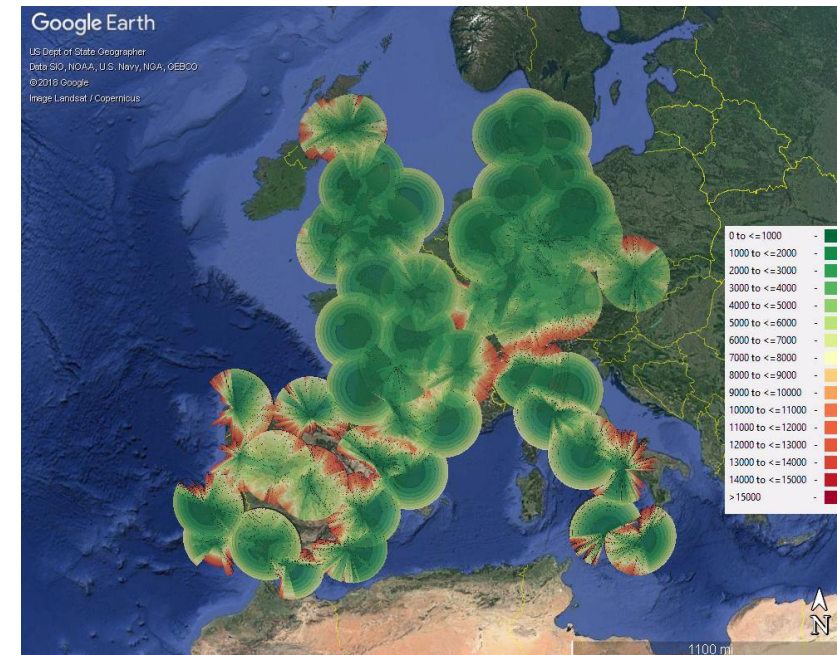 Google Earth
US Dept of State Geographer
Data SIO, NOAA, U.S. Navy, NGA, GEBCO
©2018 Google
Image Landsat / Copernicus
0 to <=1000 -
1000 to <=2000 -
2000 to <=3000 -
3000 to <=4000 -
4000 to <=5000 -
5000 to <=6000 -
6000 to <=7000 -
7000 to <=8000 -
8000 to <=9000 -
9000 to <=10000 -
10000 to <=11000 -
11000 to <=12000 -
12000 to <=13000 -
13000 to <=14000 -
14000 to <=15000 -
>15000 -
N
1100 mi